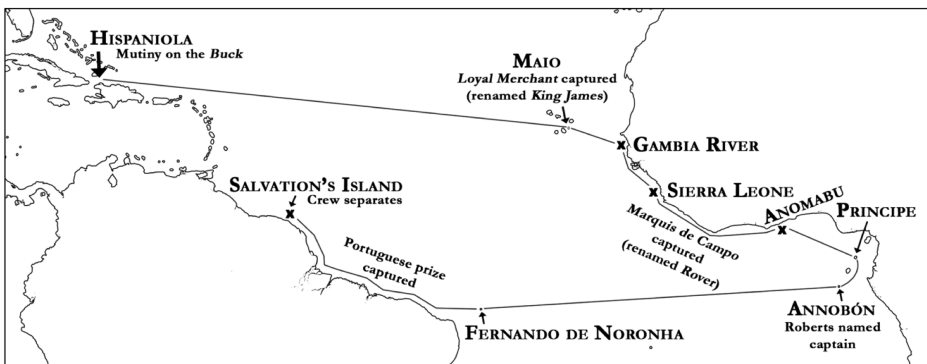 HISPANIOLA
Mutiny on the Buck
MAIO
Loyal Merchant captured
(renamed King James)
GAMBIA RIVER
SIERRA LEONE
ANOMABU
PRINCIPE
Marquis de Campo
captured
(renamed Rover)
SALVATION'S ISLAND
Crew separates
Portuguese prize
captured
FERNANDO DE NORONHA
ANNOBÓN
Roberts named
captain